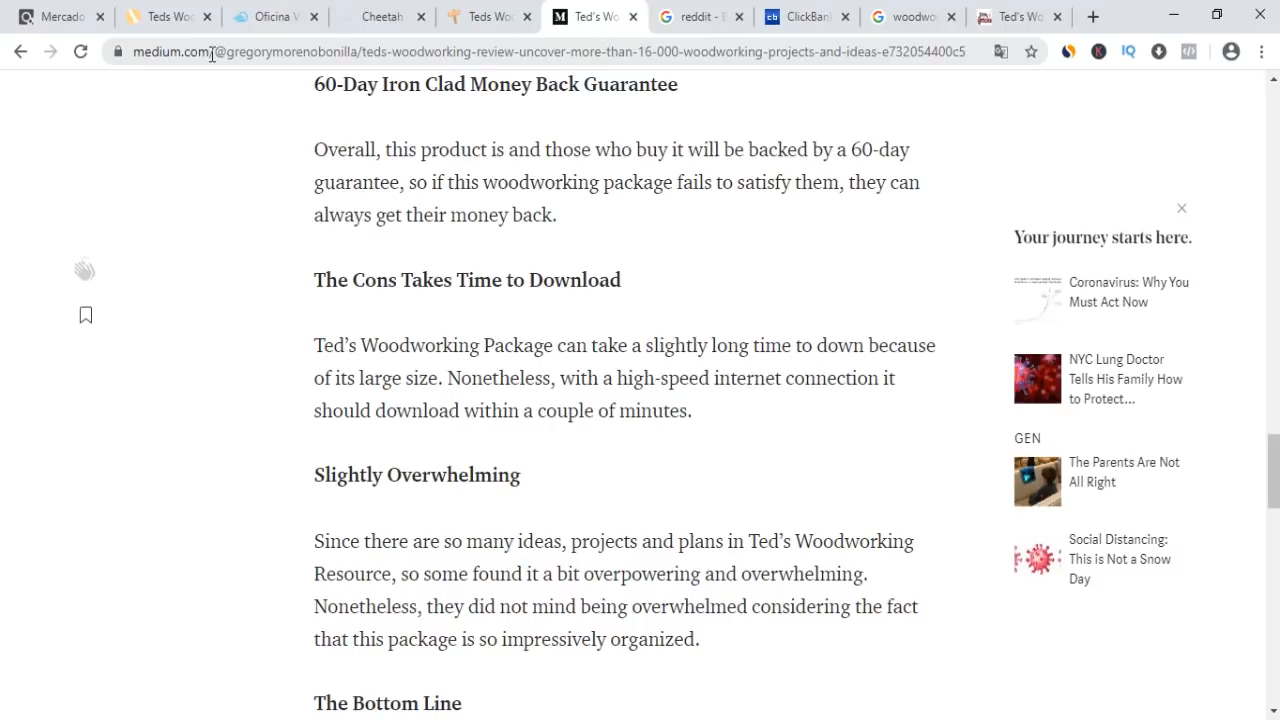 Mercado
Teds Woo
Oficina V
Cheetah
Teds Woo
Ted's Wo
reddit - E
ClickBank
woodwo
Ted's Wo
medium.com/@gregorymorenobonilla/teds-woodworking-review-uncover-more-than-16-000-woodworking-projects-and-ideas-e732054400c5
60-Day Iron Clad Money Back Guarantee
Overall, this product is and those who buy it will be backed by a 60-day
guarantee, so if this woodworking package fails to satisfy them, they can
always get their money back.
The Cons Takes Time to Download
Ted's Woodworking Package can take a slightly long time to down because
of its large size. Nonetheless, with a high-speed internet connection it
should download within a couple of minutes.
Slightly Overwhelming
Since there are so many ideas, projects and plans in Ted's Woodworking
Resource, so some found it a bit overpowering and overwhelming.
Nonetheless, they did not mind being overwhelmed considering the fact
that this package is so impressively organized.
The Bottom Line
Your journey starts here.
Coronavirus: Why You
Must Act Now
NYC Lung Doctor
Tells His Family How
to Protect...
GEN
The Parents Are Not
All Right
Social Distancing:
This is Not a Snow
Day